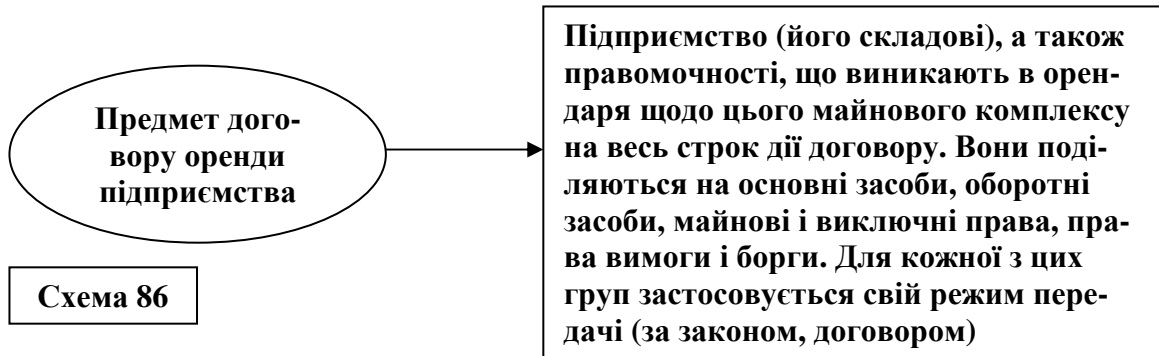 Предмет дого-
вору оренди
підприємства
Підприємство (його складові), а також
правомочності, що виникають в орен-
даря щодо цього майнового комплексу
на весь строк дії договору. Вони поді-
ляються на основні засоби, оборотні
засоби, майнові і виключні права, пра-
ва вимоги і борги. Для кожної з цих
груп застосовується свій режим пере-
дачі (за законом, договором)
Схема 86